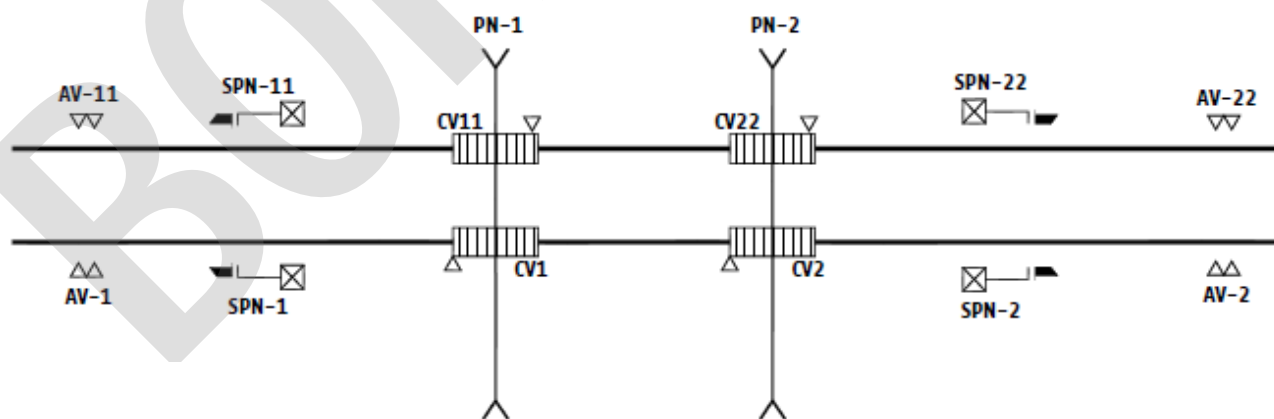 PN-1
PN-2
AV-11
SPN-11
SPN-22
AV-22
CV11
CV22
CV1
CV2
AV-1
SPN-1
SPN-2
AV-2